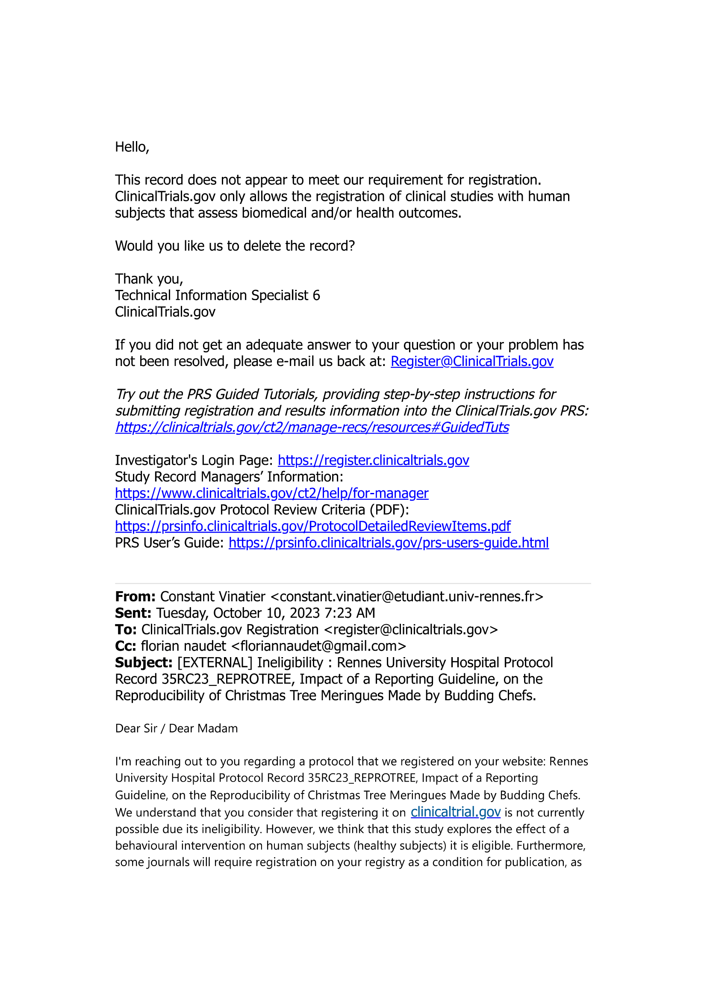 Hello,
This record does not appear to meet our requirement for registration.
ClinicalTrials.gov only allows the registration of clinical studies with human
subjects that assess biomedical and/or health outcomes.
Would you like us to delete the record?
Thank you,
Technical Information Specialist 6
ClinicalTrials.gov
If you did not get an adequate answer to your question or your problem has
not been resolved, please e-mail us back at: Register@ClinicalTrials.gov
Try out the PRS Guided Tutorials, providing step-by-step instructions for
submitting registration and results information into the ClinicalTrials.gov PRS:
https://clinicaltrials.gov/ct2/manage-recs/resources#GuidedTuts
Investigator's Login Page: https://register.clinicaltrials.gov
Study Record Managers’ Information:
https://www.clinicaltrials.gov/ct2/help/for-manager
ClinicalTrials.gov Protocol Review Criteria (PDF):
https://prsinfo.clinicaltrials.gov/ProtocolDetailedReviewItems.pdf
PRS User’s Guide: https://prsinfo.clinicaltrials.gov/prs-users-guide.html
From: Constant Vinatier <constant.vinatier@etudiant.univ-rennes.fr>
Sent: Tuesday, October 10, 2023 7:23 AM
To: ClinicalTrials.gov Registration <register@clinicaltrials.gov>
Cc: florian naudet <floriannaudet@gmail.com>
Subject: [EXTERNAL] Ineligibility : Rennes University Hospital Protocol
Record 35RC23_REPROTREE, Impact of a Reporting Guideline, on the
Reproducibility of Christmas Tree Meringues Made by Budding Chefs.
Dear Sir / Dear Madam
I'm reaching out to you regarding a protocol that we registered on your website: Rennes
University Hospital Protocol Record 35RC23_REPROTREE, Impact of a Reporting
Guideline, on the Reproducibility of Christmas Tree Meringues Made by Budding Chefs.
We understand that you consider that registering it on clinicaltrial.gov is not currently
possible due its ineligibility. However, we think that this study explores the effect of a
behavioural intervention on human subjects (healthy subjects) it is eligible. Furthermore,
some journals will require registration on your registry as a condition for publication, as